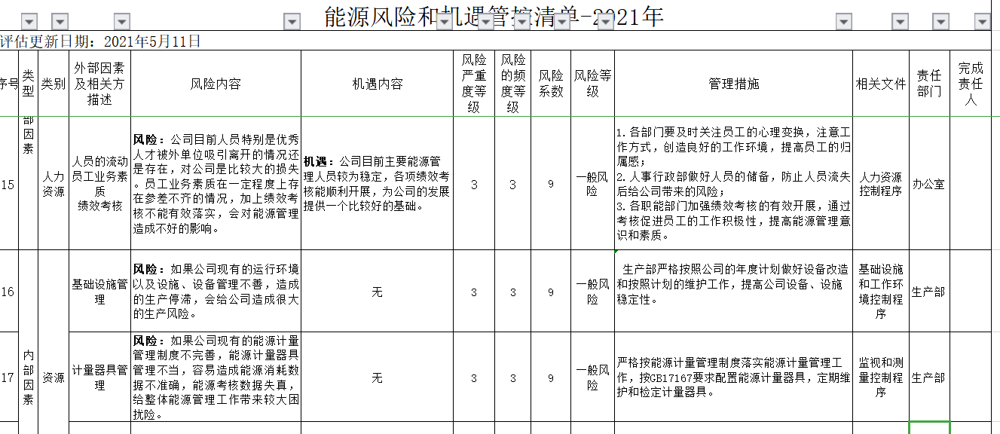 能源风险和机遇管控清单-2021年
评估更新日期：2021年5月11日
序号
类
型
类别
外部因素
及相关方
描述
风险内容
机遇内容
风险
严重
度等
级
风险
的频
度等
级
风险
系数
风险等
级
管理措施
相关文件
责任
部门
完成
责任
人
部
因
素
15
人力
资源
人员的流动
员工业务素
质
绩效考核
风险：公司目前人员特别是优秀
人才被外单位吸引离开的情况还
是存在，对公司是比较大的损失
。员工业务素质在一定程度上存
在参差不齐的情况，加上绩效考
核不能有效落实，会对能源管理
造成不好的影响。
机遇：公司目前主要能源管
理人员较为稳定，各项绩效考
核能顺利开展，为公司的发展
提供一个比较好的基础。
3
3
9
一般风
险
1.各部门要及时关注员工的心理变换，注意工
作方式，创造良好的工作环境，提高员工的归
属感；
2.人事行政部做好人员的储备，防止人员流失
后给公司带来的风险；
3.各职能部门加强绩效考核的有效开展，通过
考核促进员工的工作积极性，提高能源管理意
识和素质。
人力资源
控制程序
办公室
16
基础设施管
理
风险：如果公司现有的运行环境
以及设施、设备管理不善，造成
的生产停滞，会给公司造成很大
的生产风险。
无
3
3
9
一般风
险
生产部严格按照公司的年度计划做好设备改造
和按照计划的维护工作，提高公司设备、设施
稳定性。
基础设施
和工作环
境控制程
序
生产部
17
内
部
因
素
资源
计量器具管
理
风险：如果公司现有的能源计量
管理制度不完善，能源计量器具
管理不当，容易造成能源消耗数
据不准确，能源考核数据失真，
给整体能源管理工作带来较大困
扰险。
无
3
3
9
一般风
险
严格按能源计量管理制度落实能源计量管理工
作，按GB17167要求配置能源计量器具，定期维
护和检定计量器具。
监视和测
量控制程
序
生产部